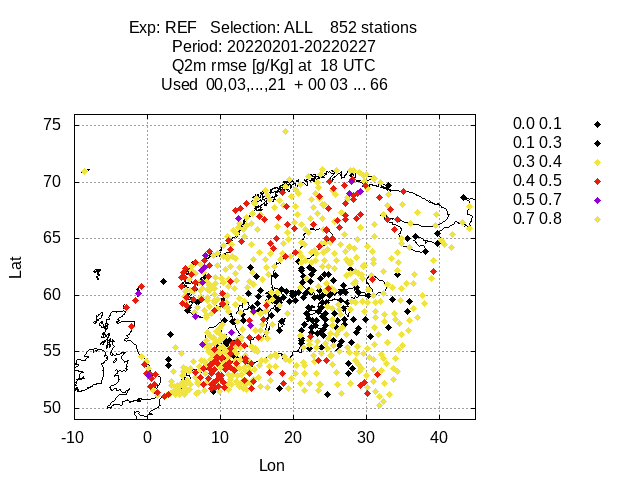 Exp: REF   Selection: ALL    852 stations
Period: 20220201-20220227
Q2m rmse [g/Kg] at  18 UTC
Used  00,03,...,21  + 00 03 ... 66
0.0 0.1
0.1 0.3
0.3 0.4
0.4 0.5
0.5 0.7
0.7 0.8
75
70
65
60
55
50
Lat
-10 0 10 20 30 40
Lon